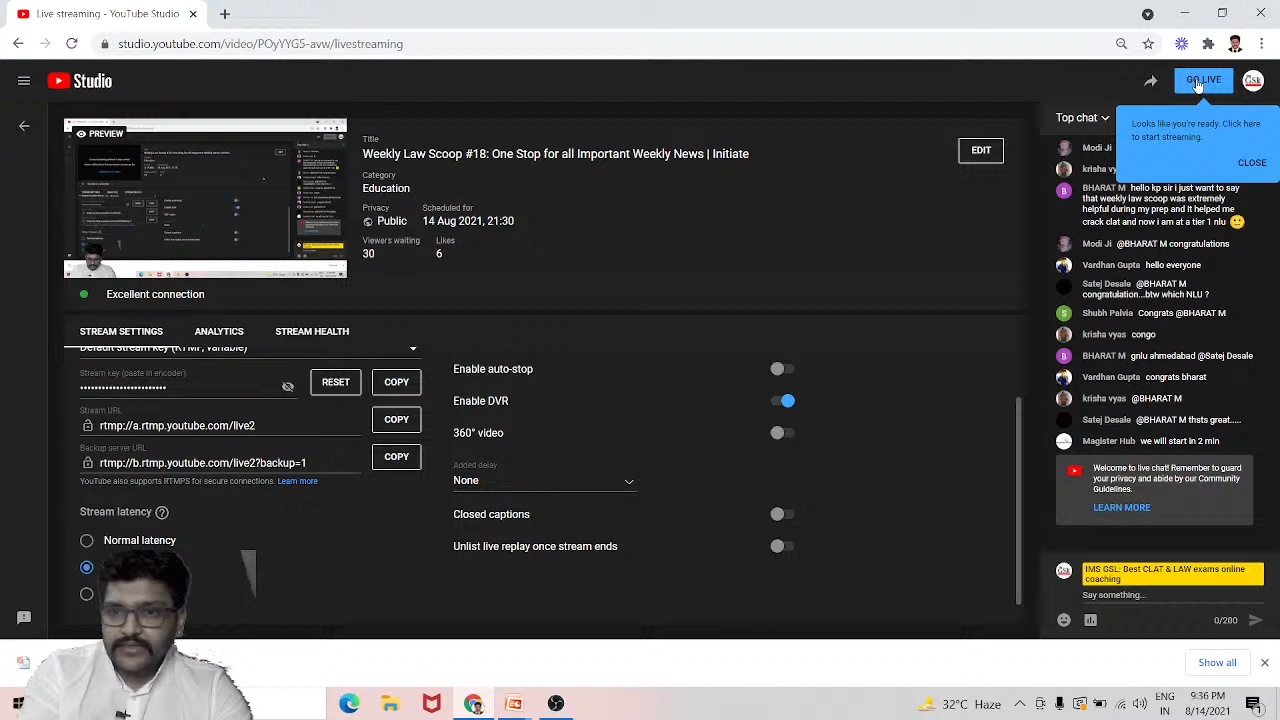 Live streaming - YouTube Studio
studio.youtube.com/video/POyYYG5-avw/livestreaming
Studio
GO LIVE
GSL
Looks like you're ready. Click here
to start streaming.
CLOSE
PREVIEW
Title
Weekly Law Scoop #18: One Stop for all Important Weekly News | Inits
EDIT
Category
Education
Privacy
Public
Scheduled for
14 Aug 2021, 21:30
Viewers waiting
30
Likes
6
Excellent connection
STREAM SETTINGS
ANALYTICS
STREAM HEALTH
Default stream key (RTMP, Variable)
Stream key (paste in encoder)
RESET
COPY
Stream URL
rtmp://a.rtmp.youtube.com/live2
COPY
Backup server URL
rtmp://b.rtmp.youtube.com/live2?backup=1
COPY
YouTube also supports RTMPS for secure connections. Learn more
Stream latency
Normal latency
Enable auto stop
Enable DVR
360° video
Added delay
None
Closed captions
Unlist live replay once stream ends
Top chat
Modi Ji
BHARAT M
that weekly law scoop was extremely
helpful during my prep and it helped me
crack clat and now i m at a tier 1 nlu
@BHARAT M congratulations
Vardhan Gupta hello everyone
Satej Desale @BHARAT M
congratulation...btw which NLU ?
Shubh Palvia Congrats @BHARAT M
krisha vyas congo
BHARAT M gnlu ahmedabad @Satej Desale
Vardhan Gupta congrats bharat
krisha vyas @BHARAT M
Satej Desale @BHARAT M thsts great.....
Magister Hub we will start in 2 min
Welcome to live chat! Remember to guard
your privacy and abide by our Community
Guidelines.
LEARN MORE
IMS GSL: Best CLAT & LAW exams online
coaching
Say something...
0/200
Show all
32°C Haze
ENG
IN
9:36 PM
8/14/2021